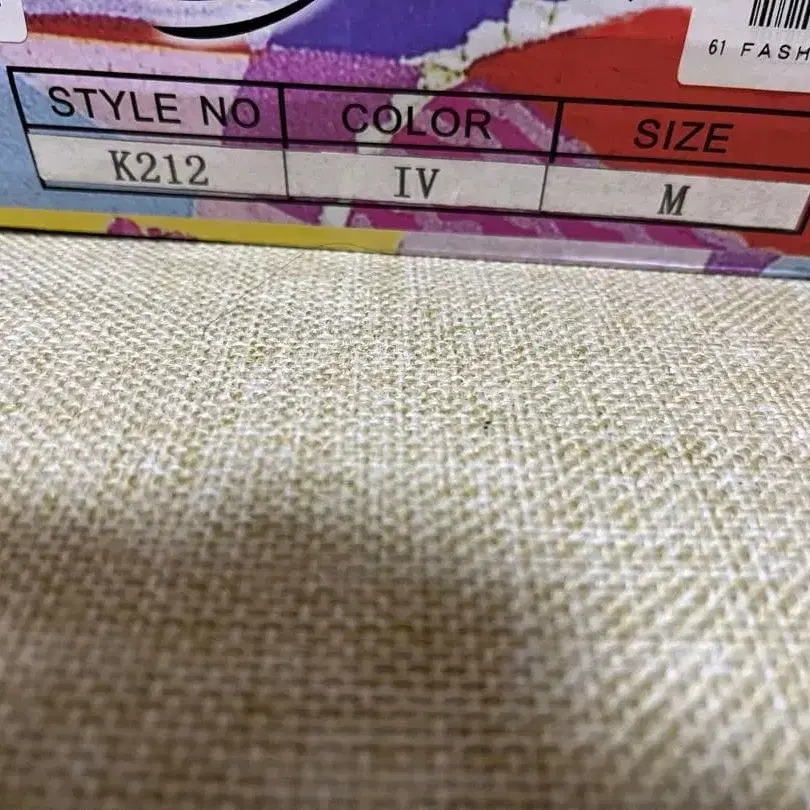 61 FASH
STYLE NO COLOR SIZE
K212 IV M